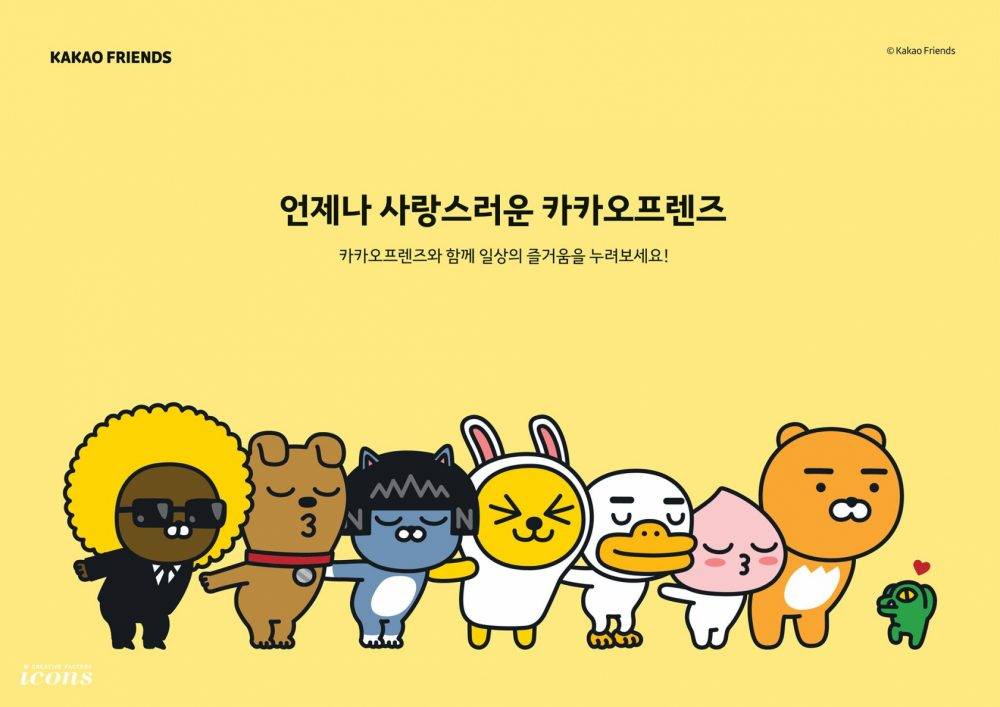 KAKAO FRIENDS
© Kakao Friends
언제나 사랑스러운 카카오프렌즈
카카오프렌즈와 함께 일상의 즐거움을 누려보세요!
CREATIVE FACTORY
icons